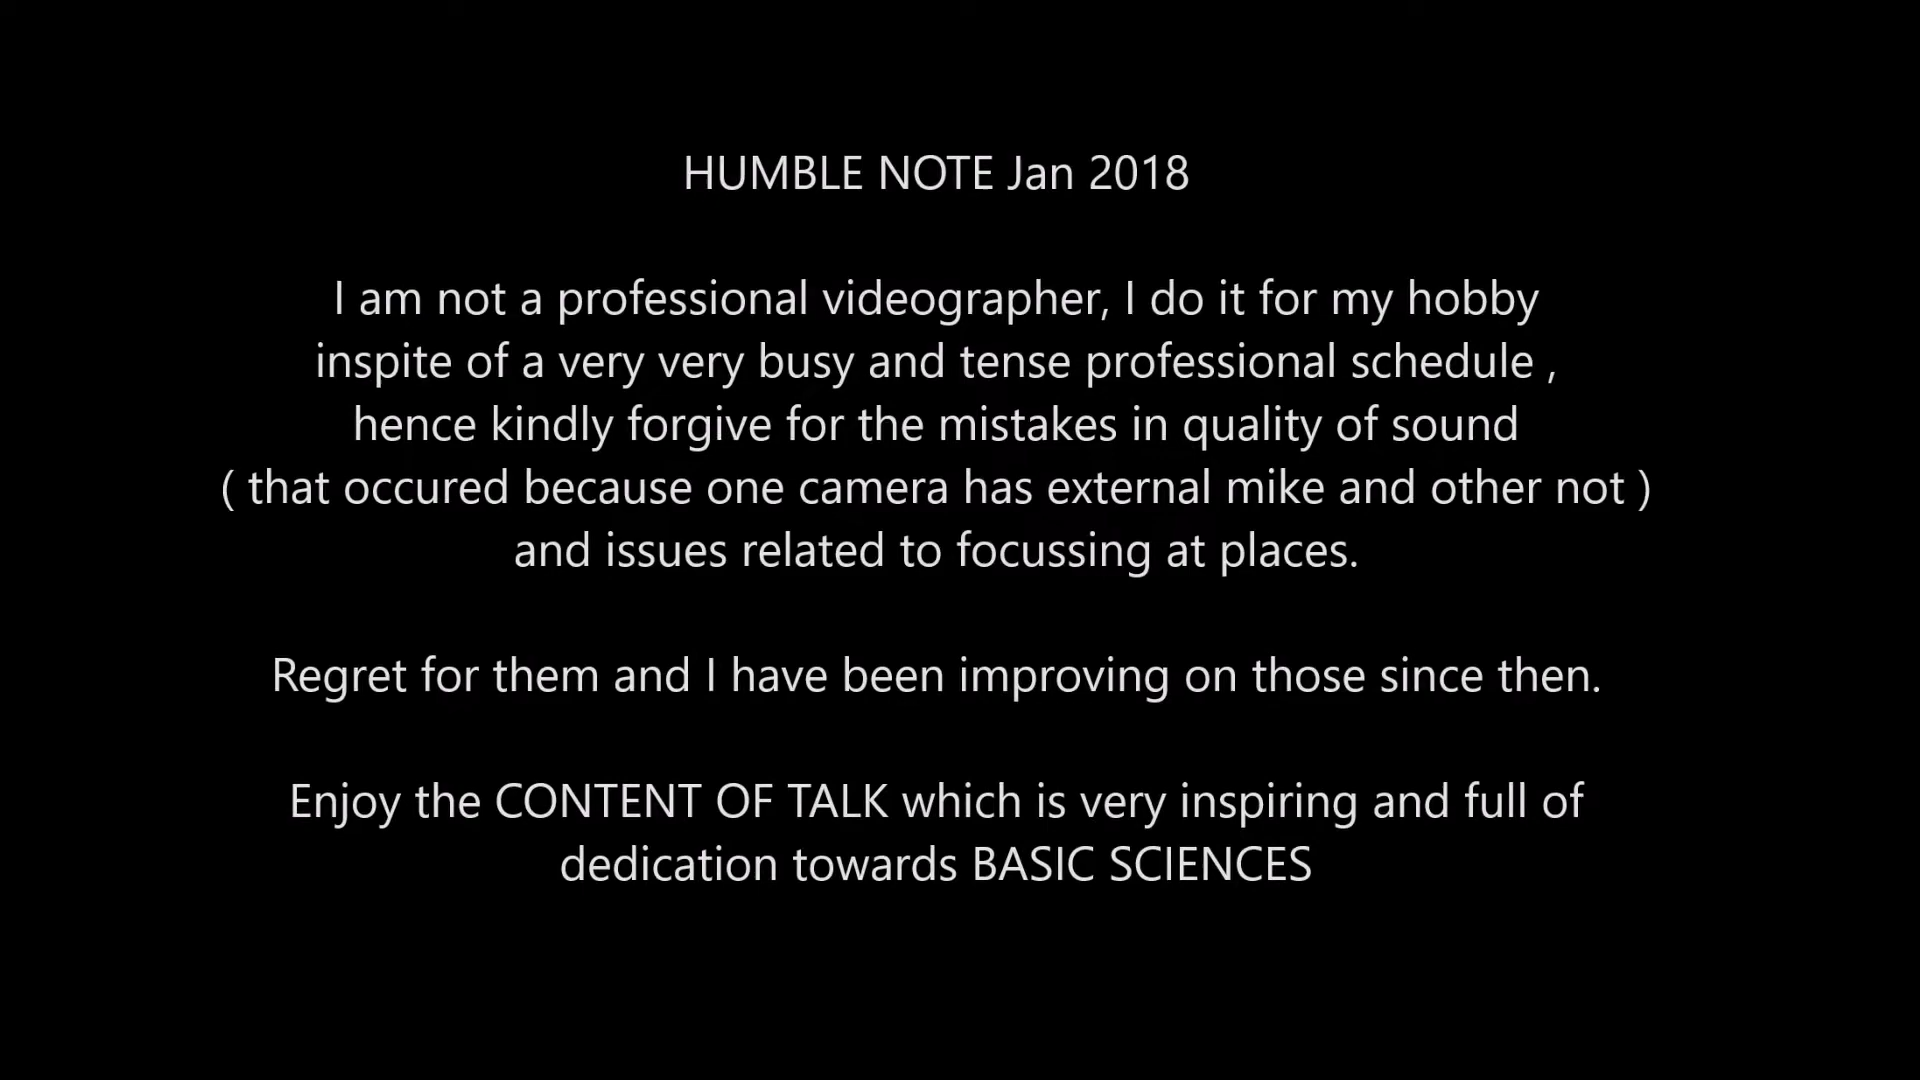 HUMBLE NOTE Jan 2018
I am not a professional videographer, I do it for my hobby
inspite of a very very busy and tense professional schedule ,
hence kindly forgive for the mistakes in quality of sound
( that occured because one camera has external mike and other not )
and issues related to focussing at places.
Regret for them and I have been improving on those since then.
Enjoy the CONTENT OF TALK which is very inspiring and full of
dedication towards BASIC SCIENCES